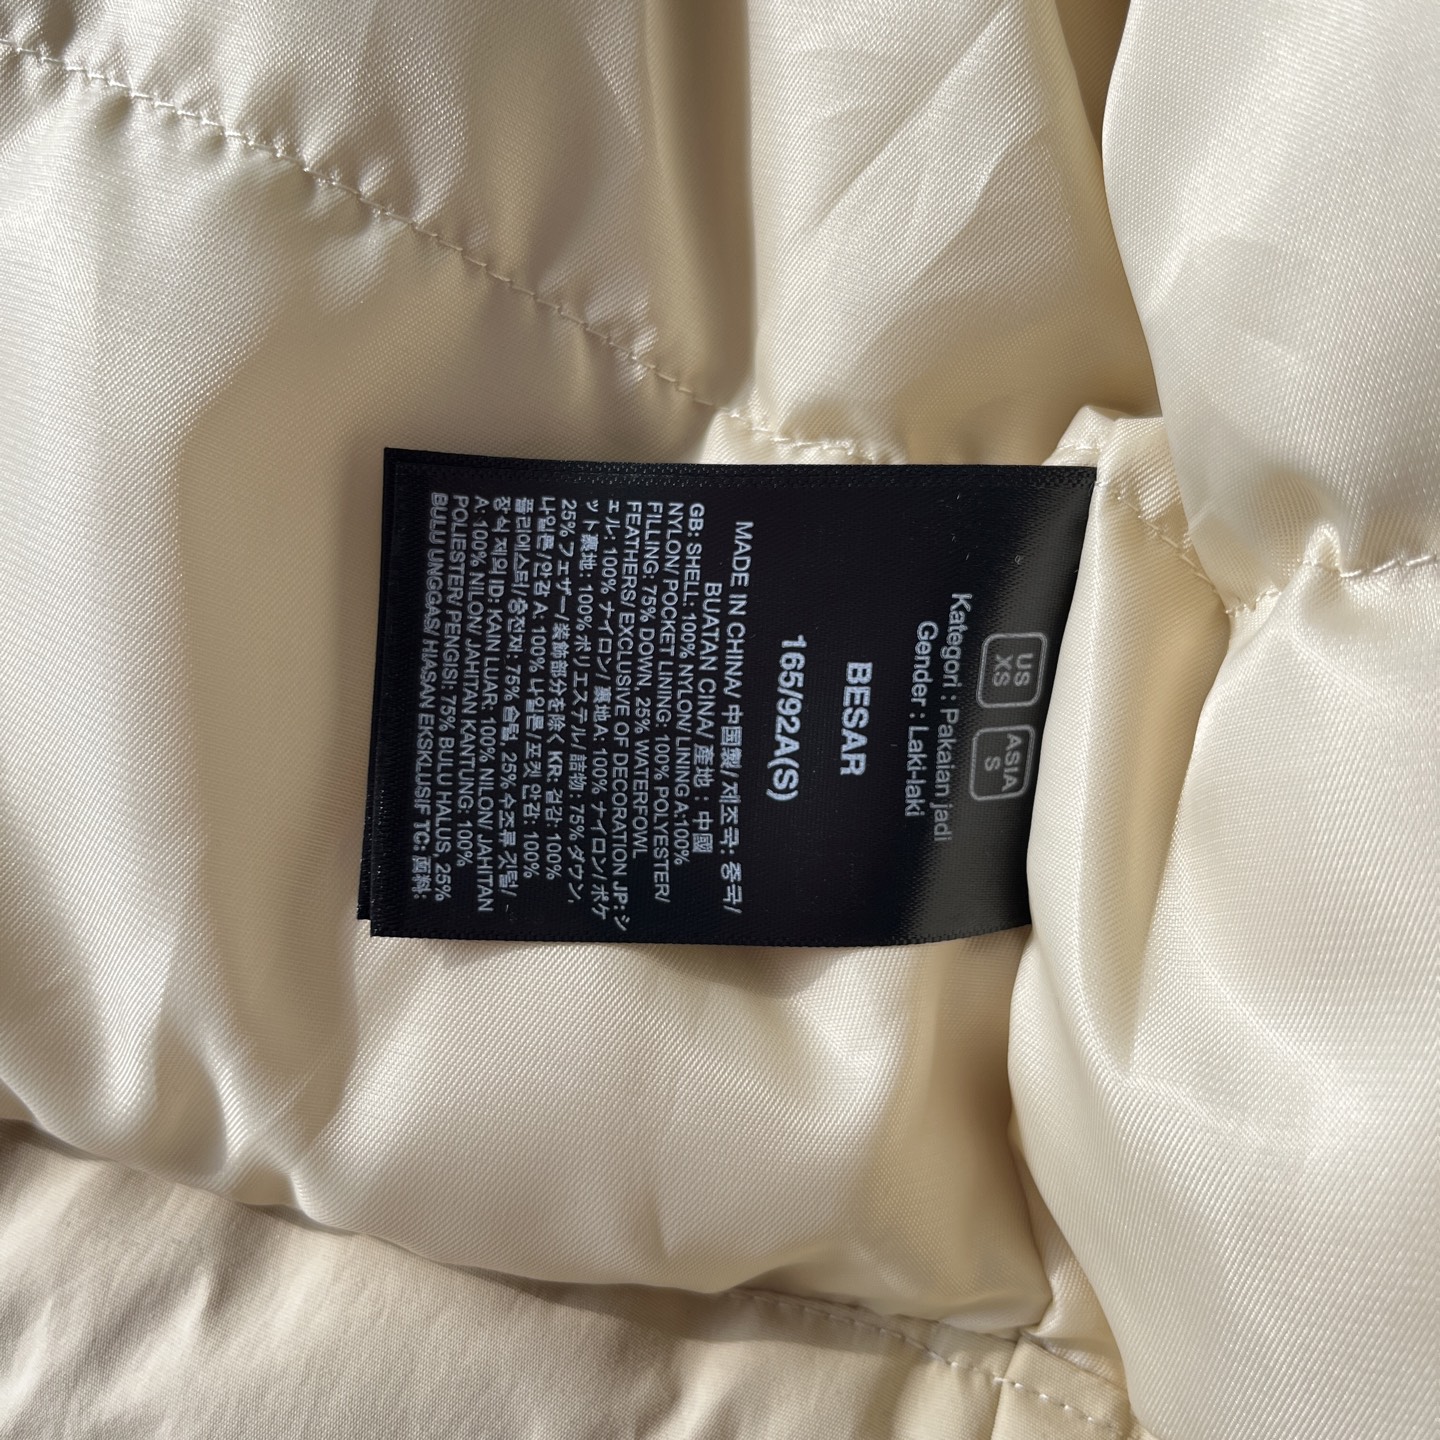 US
XS
ASIA
S
Kategori : Pakaian jadi
Gender : Laki-laki
BESAR
165/92A(S)
MADE IN CHINA/ 中國製/ 제조국: 중국/
BUATAN CINA/ 產地 : 中國
GB: SHELL: 100% NYLON/ LINING A:100%
NYLON/ POCKET LINING: 100% POLYESTER/
FILLING: 75% DOWN, 25% WATERFOWL
FEATHERS/ EXCLUSIVE OF DECORATION JP: シ
ェル: 100% ナイロン/ 裏地 A: 100% ナイロン/ ポケ
ット裏地: 100% ポリエステル/ 詰物: 75% ダウン,
25% フェザー/ 装飾部分を除く KR: 겉감: 100%
나일론/ 안감 A: 100% 나일론, 포켓 안감: 100%
폴리에스터/ 충전재: 75% 솜털, 25% 수조류 깃털/
장식 제외 ID: KAIN LUAR: 100% NILON/ JAHITAN
A: 100% NILON/ JAHITAN KANTUNG: 100%
POLIESTER/ PENGISI: 75% BULU HALUS, 25%
BULU UNGGAS/ HIASAN EKSKLUSIF TC: 面料: